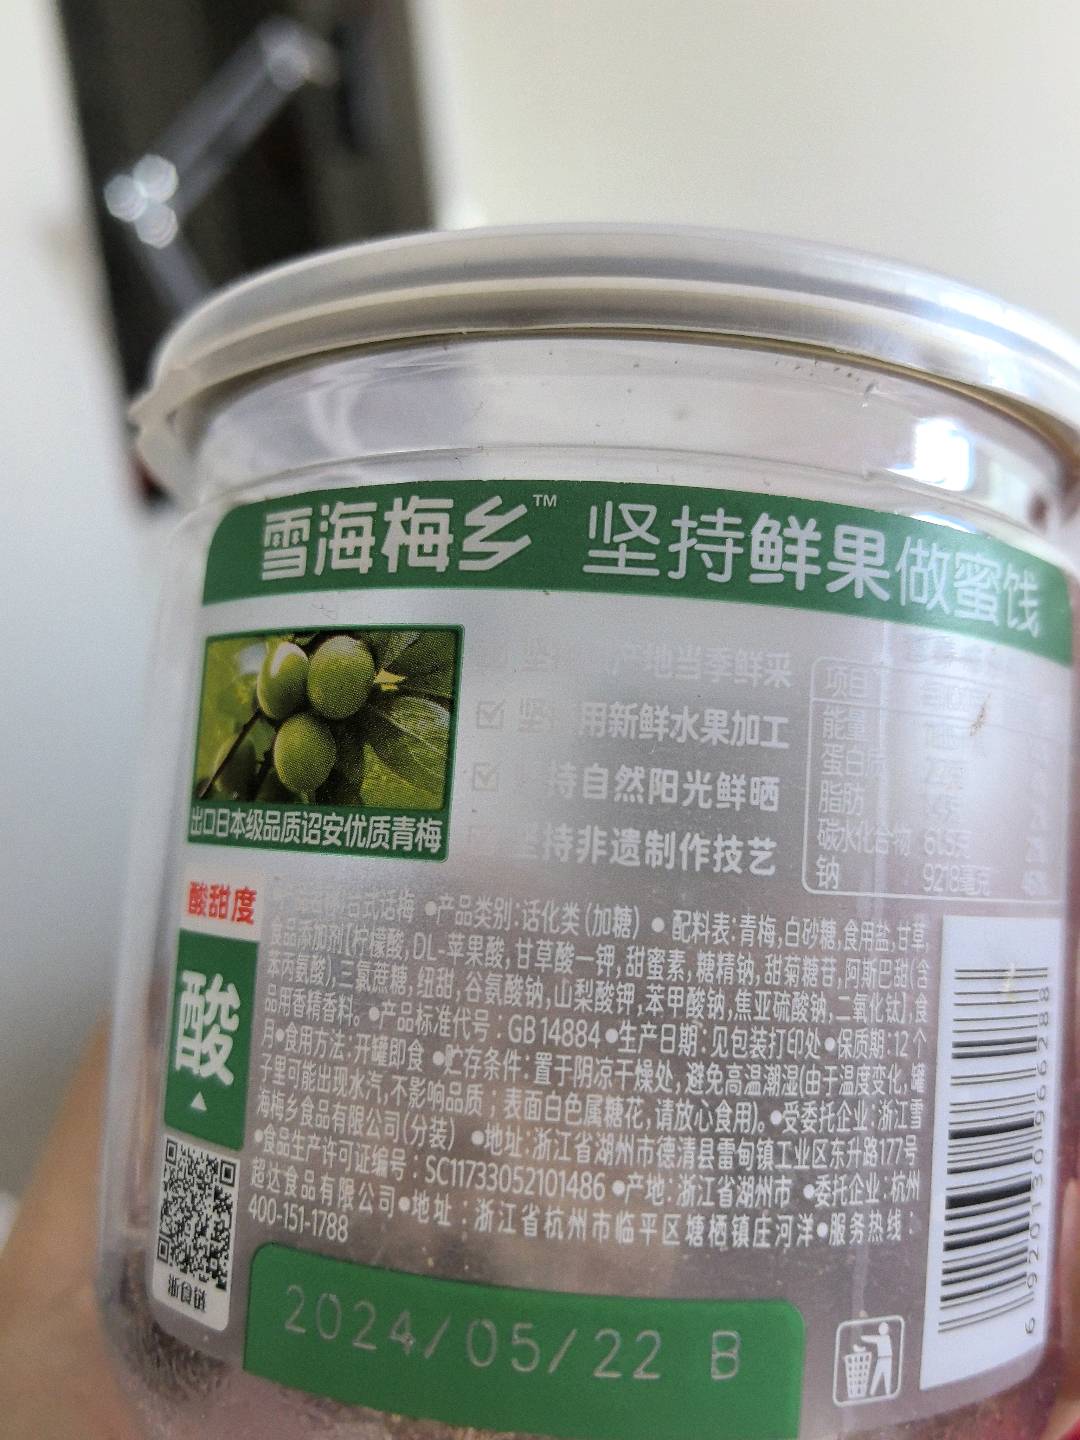 雪海梅乡™ 坚持鲜果做蜜饯
产地当季鲜采
用新鲜水果加工
持自然阳光鲜晒
坚持非遗制作技艺
出口日本级品质诏安优质青梅
项目
能量
蛋白质
脂肪
碳水化合物 61.5克
钠 9218毫克
酸甜度
酸
台式话梅 •产品类别:话化类(加糖) • 配料表:青梅,白砂糖,食用盐,甘草,
食品添加剂【柠檬酸,DL-苹果酸,甘草酸一钾,甜蜜素,糖精钠,甜菊糖苷,阿斯巴甜(含
苯丙氨酸),三氯蔗糖,纽甜,谷氨酸钠,山梨酸钾,苯甲酸钠,焦亚硫酸钠,二氧化钛】,食
品用香精香料。 •产品标准代号:GB 14884 •生产日期:见包装打印处 •保质期:12个
月 •食用方法:开罐即食 •贮存条件:置于阴凉干燥处,避免高温潮湿(由于温度变化,罐
子里可能出现水汽,不影响品质;表面白色属糖花,请放心食用)。 •受委托企业:浙江雪
海梅乡食品有限公司(分装) •地址:浙江省湖州市德清县雷甸镇工业区东升路177号
•食品生产许可证编号:SC11733052101486 •产地:浙江省湖州市 •委托企业:杭州
超达食品有限公司 •地址:浙江省杭州市临平区塘栖镇庄河洋 •服务热线:
400-151-1788
浙食链
2024/05/22 B
6 920130 966288